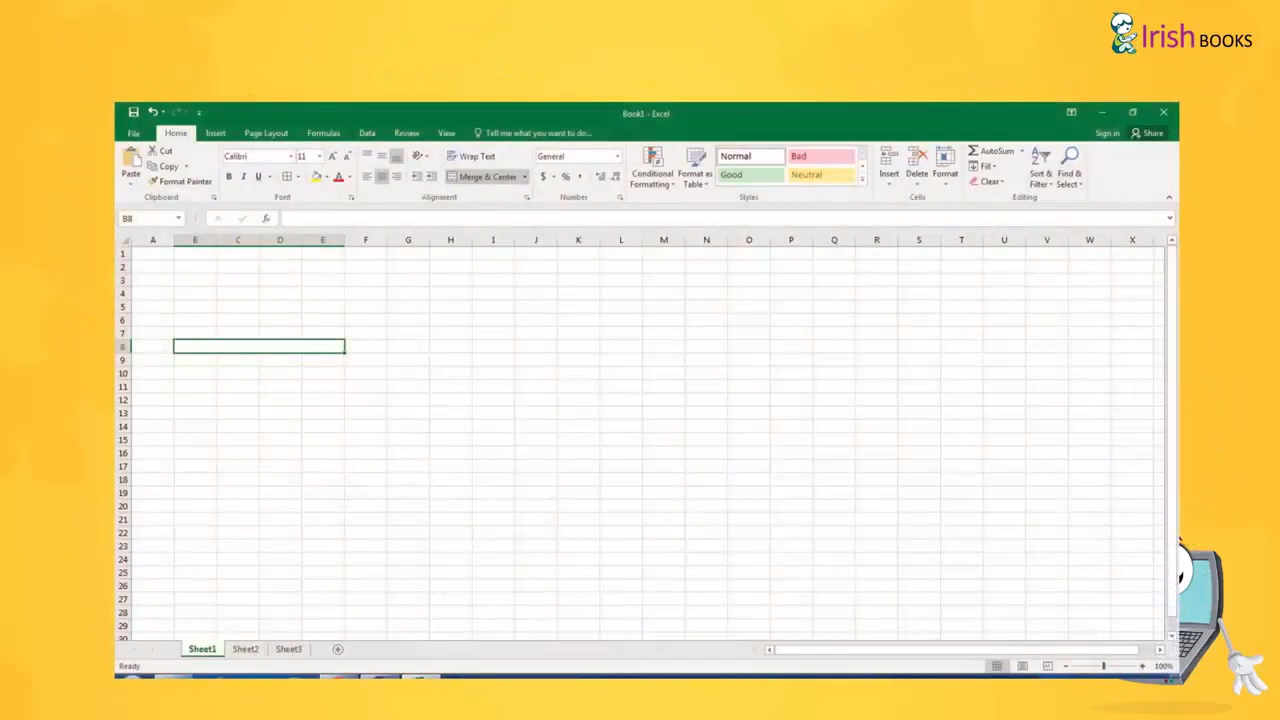 Irish BOOKS
Book1 - Excel
File Home Insert Page Layout Formulas Data Review View Tell me what you want to do... Sign in Share
Cut
Copy
Format Painter
Paste
Clipboard
Calibri 11
B I U A
Font
Wrap Text
Merge & Center
Alignment
General
$ % ,
Number
Conditional Formatting
Format as Table
Normal Bad
Good Neutral
Styles
Insert Delete Format
Cells
AutoSum
Fill
Clear
Sort & Filter
Find & Select
Editing
B8 fx
A B C D E F G H I J K L M N O P Q R S T U V W X
1
2
3
4
5
6
7
8
9
10
11
12
13
14
15
16
17
18
19
20
21
22
23
24
25
26
27
28
29
30
Sheet1 Sheet2 Sheet3
Ready 100%